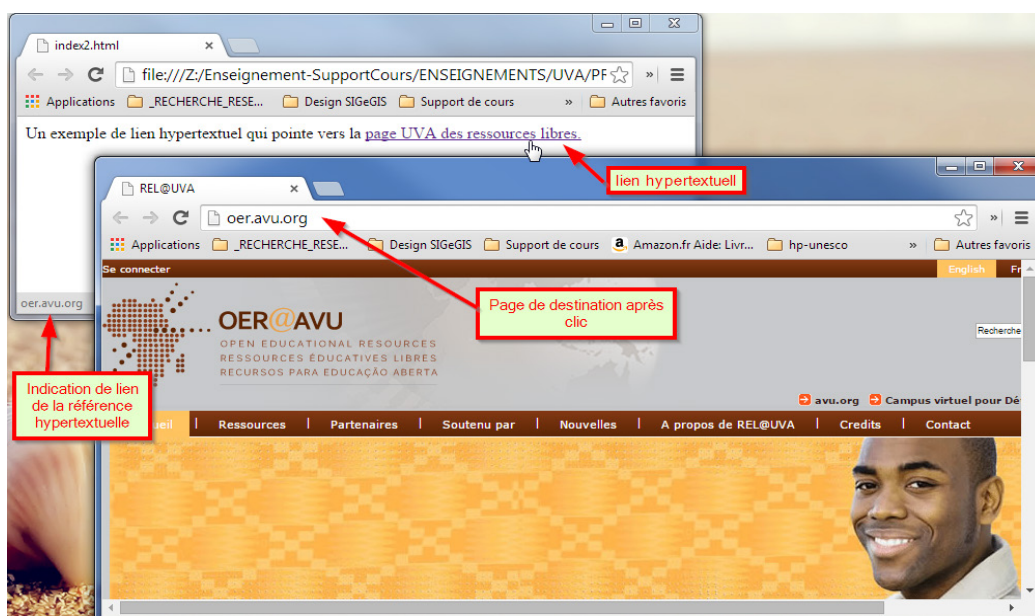 index2.html
file:///Z:/Enseignement-SupportCours/ENSEIGNEMENTS/UVA/PF
Applications _RECHERCHE_RESE... Design SIGeGIS Support de cours » Autres favoris
Un exemple de lien hypertextuel qui pointe vers la page UVA des ressources libres.
lien hypertextuell
REL@UVA
oer.avu.org
Applications _RECHERCHE_RESE... Design SIGeGIS Support de cours Amazon.fr Aide: Livr... hp-unesco » Autres favoris
Se connecter English Fr
oer.avu.org
Page de destination après
clic
OER@AVU
OPEN EDUCATIONAL RESOURCES
RESSOURCES ÉDUCATIVES LIBRES
RECURSOS PARA EDUCAÇÃO ABERTA
Recherche
Indication de lien
de la référence
hypertextuelle
avu.org Campus virtuel pour Dé
ueil | Ressources | Partenaires | Soutenu par | Nouvelles | A propos de REL@UVA | Credits | Contact